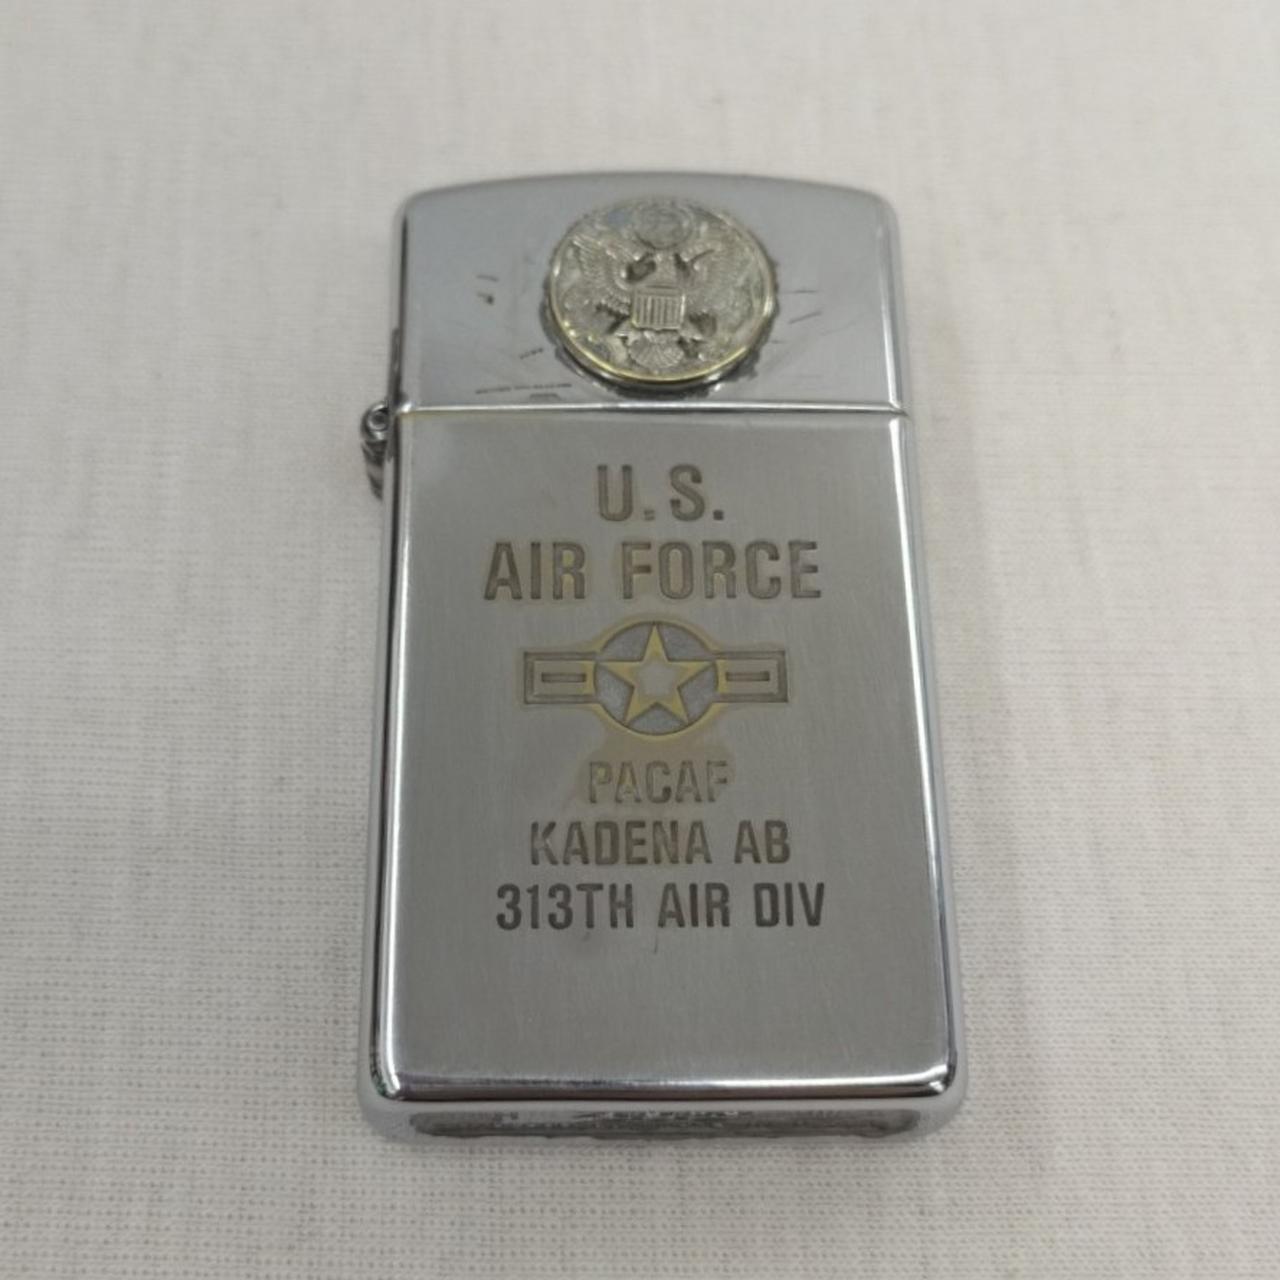 U.S.
AIR FORCE
PACAF
KADENA AB
313TH AIR DIV